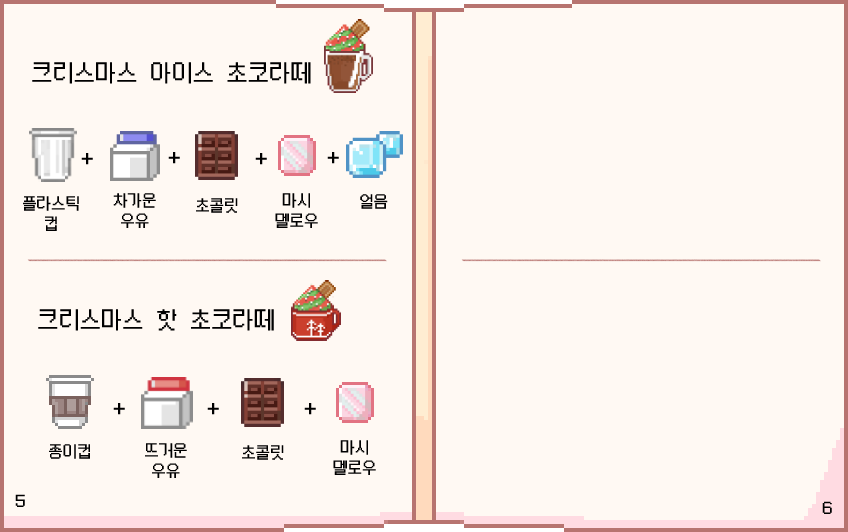 크리스마스 아이스 초코라떼
+ + + +
플라스틱 컵
차가운 우유
초콜릿
마시멜로우
얼음
크리스마스 핫 초코라떼
+ + +
종이컵
뜨거운 우유
초콜릿
마시멜로우
5
6